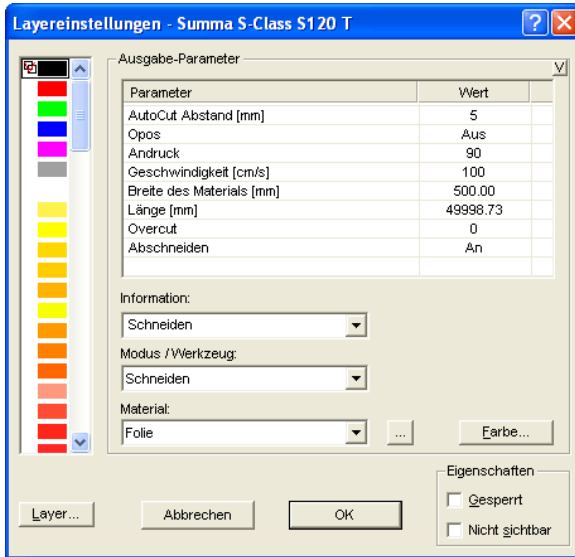 Layereinstellungen - Summa S-Class S120 T
Ausgabe-Parameter
V
Parameter Wert
AutoCut Abstand [mm] 5
Opos Aus
Andruck 90
Geschwindigkeit [cm/s] 100
Breite des Materials [mm] 500.00
Länge [mm] 49998.73
Overcut 0
Abschneiden An
Information:
Schneiden
Modus / Werkzeug:
Schneiden
Material:
Folie
...
Farbe...
Eigenschaften
Gesperrt
Nicht sichtbar
Layer...
Abbrechen
OK